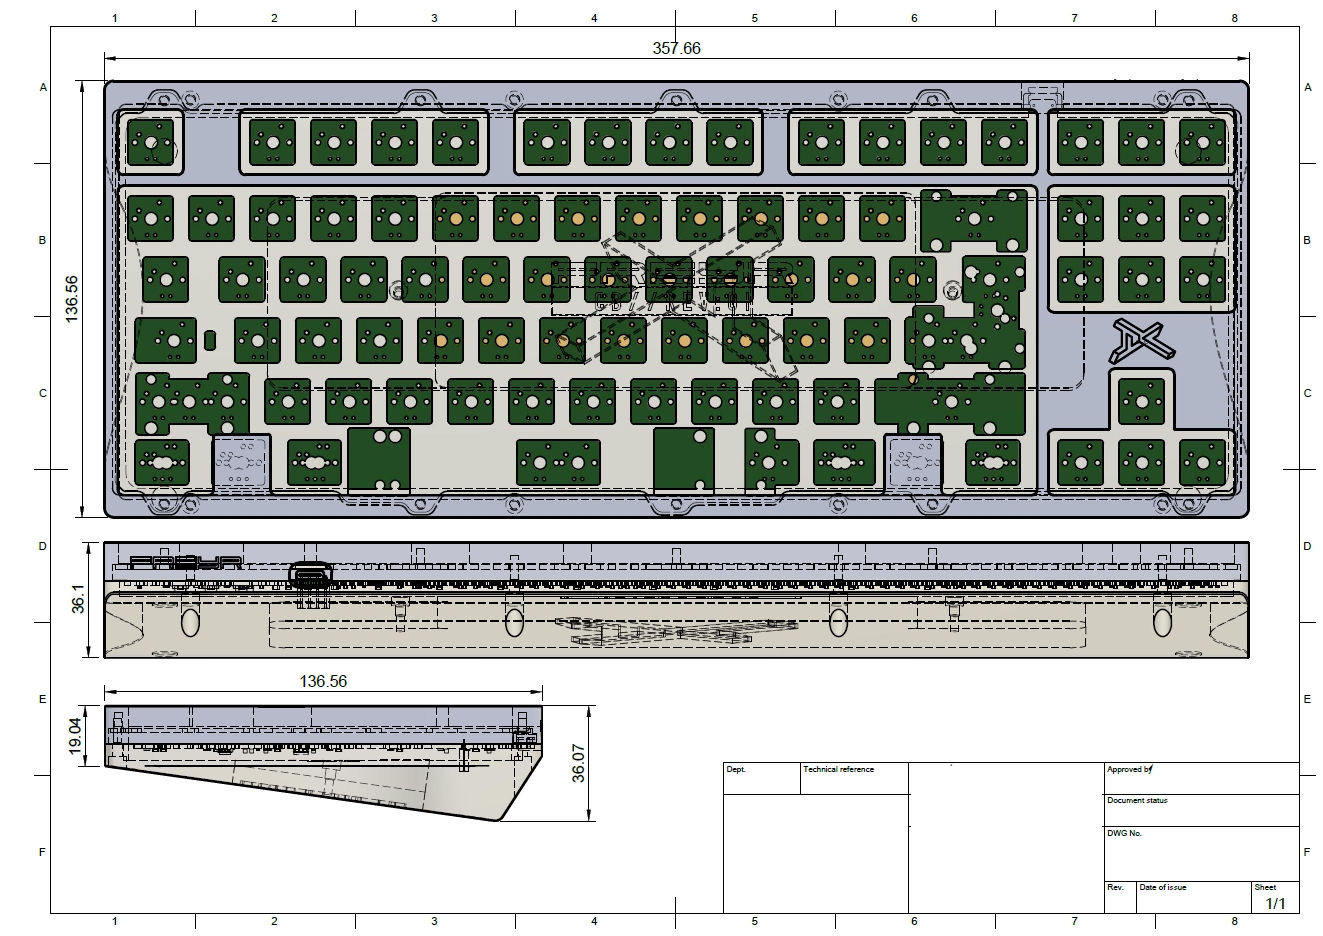 1 2 3 4 5 6 7 8
357.66
A A
136.56
B B
C C
D D
36.1
E E
136.56
19.04
36.07
Dept. Technical reference Approved by
Document status
DWG No.
F F
Rev. Date of issue Sheet
1/1
1 2 3 4 5 6 7 8